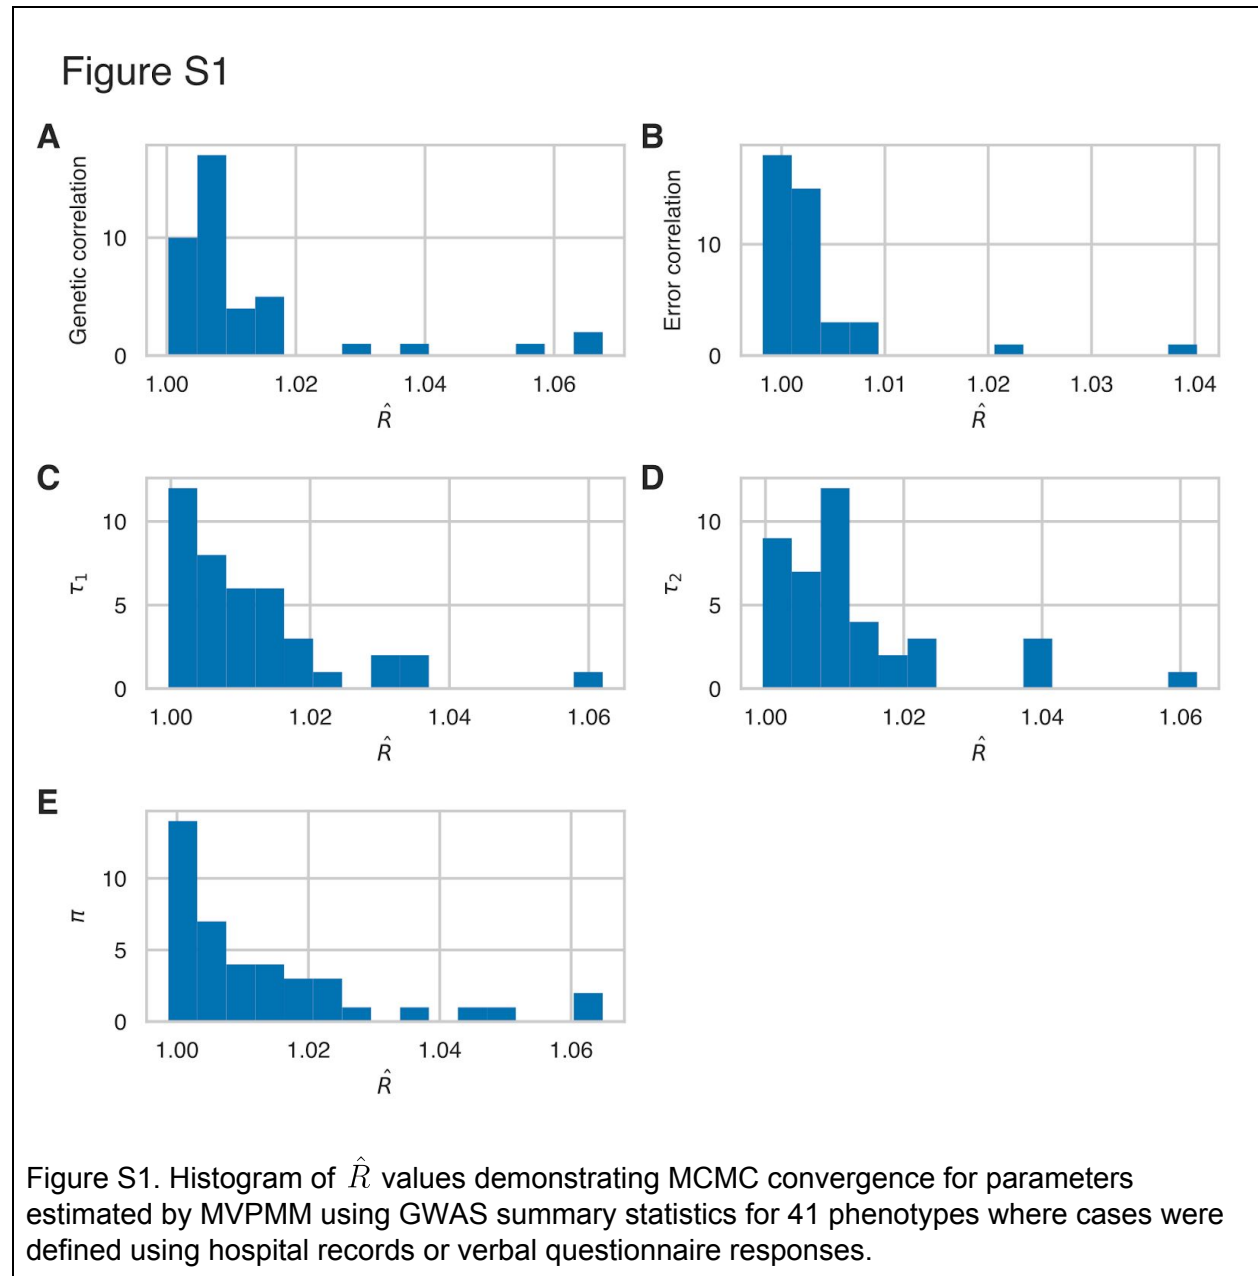 Figure S1
A
Genetic correlation
10
0
1.00 1.02 1.04 1.06
R̂
B
Error correlation
10
0
1.00 1.01 1.02 1.03 1.04
R̂
C
τ₁
10
5
0
1.00 1.02 1.04 1.06
R̂
D
τ₂
10
5
0
1.00 1.02 1.04 1.06
R̂
E
π
10
5
0
1.00 1.02 1.04 1.06
R̂
Figure S1. Histogram of R̂ values demonstrating MCMC convergence for parameters
estimated by MVPMM using GWAS summary statistics for 41 phenotypes where cases were
defined using hospital records or verbal questionnaire responses.